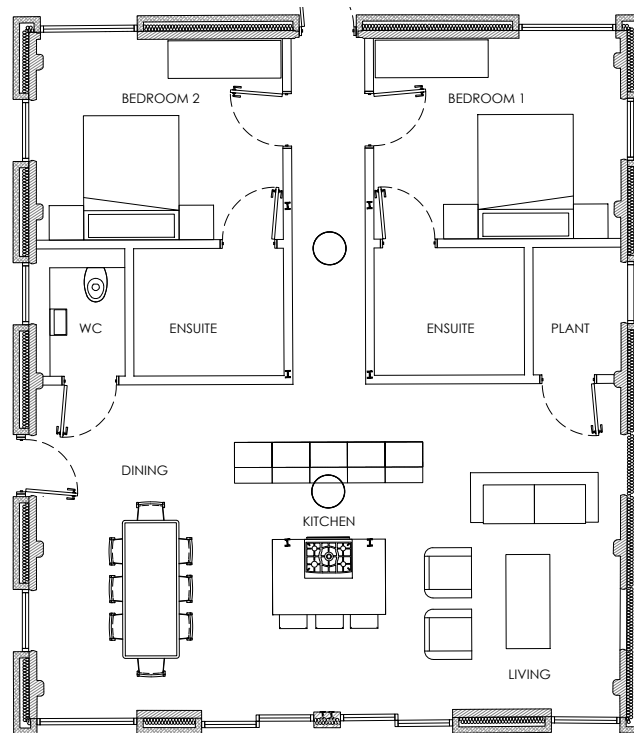 BEDROOM 2
BEDROOM 1
WC
ENSUITE
ENSUITE
PLANT
DINING
KITCHEN
LIVING